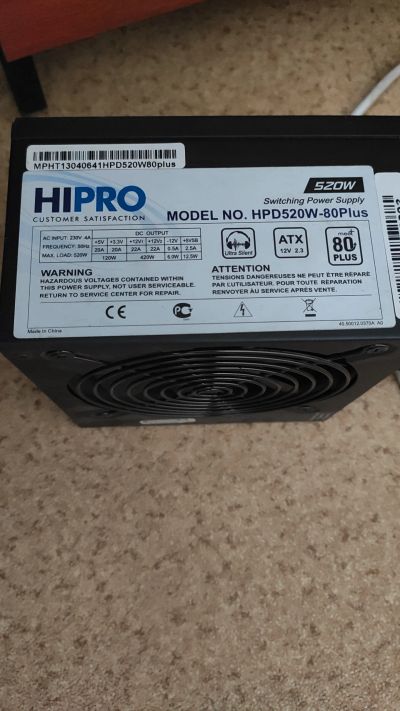 MPHT13040641HPD520W80plus
HIPRO
CUSTOMER SATISFACTION
520W
Switching Power Supply
MODEL NO. HPD520W-80Plus
AC INPUT: 230V 4A
FREQUENCY: 50Hz
MAX. LOAD: 520W
DC OUTPUT
+5V +3.3V +12V1 +12V2 -12V +5VSB
25A 20A 22A 22A 0.5A 2.5A
120W 420W 6.0W 12.5W
Ultra Silent
ATX
12V 2.3
meet
80
PLUS
WARNING
HAZARDOUS VOLTAGES CONTAINED WITHIN
THIS POWER SUPPLY, NOT USER SERVICEABLE.
RETURN TO SERVICE CENTER FOR REPAIR.
ATTENTION
TENSIONS DANGEREUSES NE PEUT ÊTRE RÉPARÉ
PAR L'UTILISATEUR. POUR TOUTE RÉPARATION
RENVOYER AU SERVICE APRÈS VENTE.
CE
Made in China